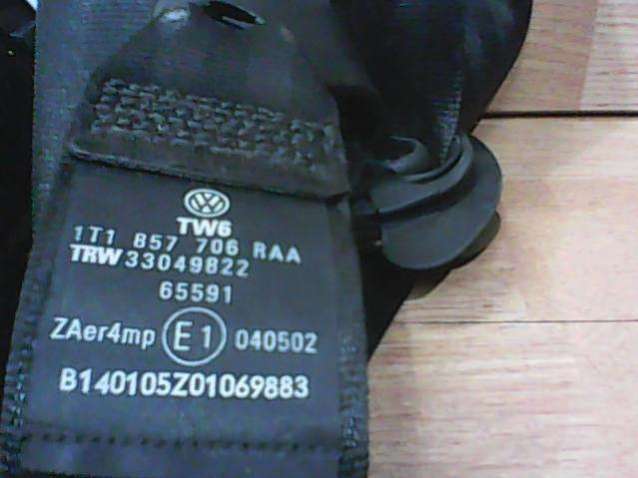 TW6
1T1 857 706 RAA
TRW 33049822
65591
ZAer4mp E1 040502
B140105Z01069883